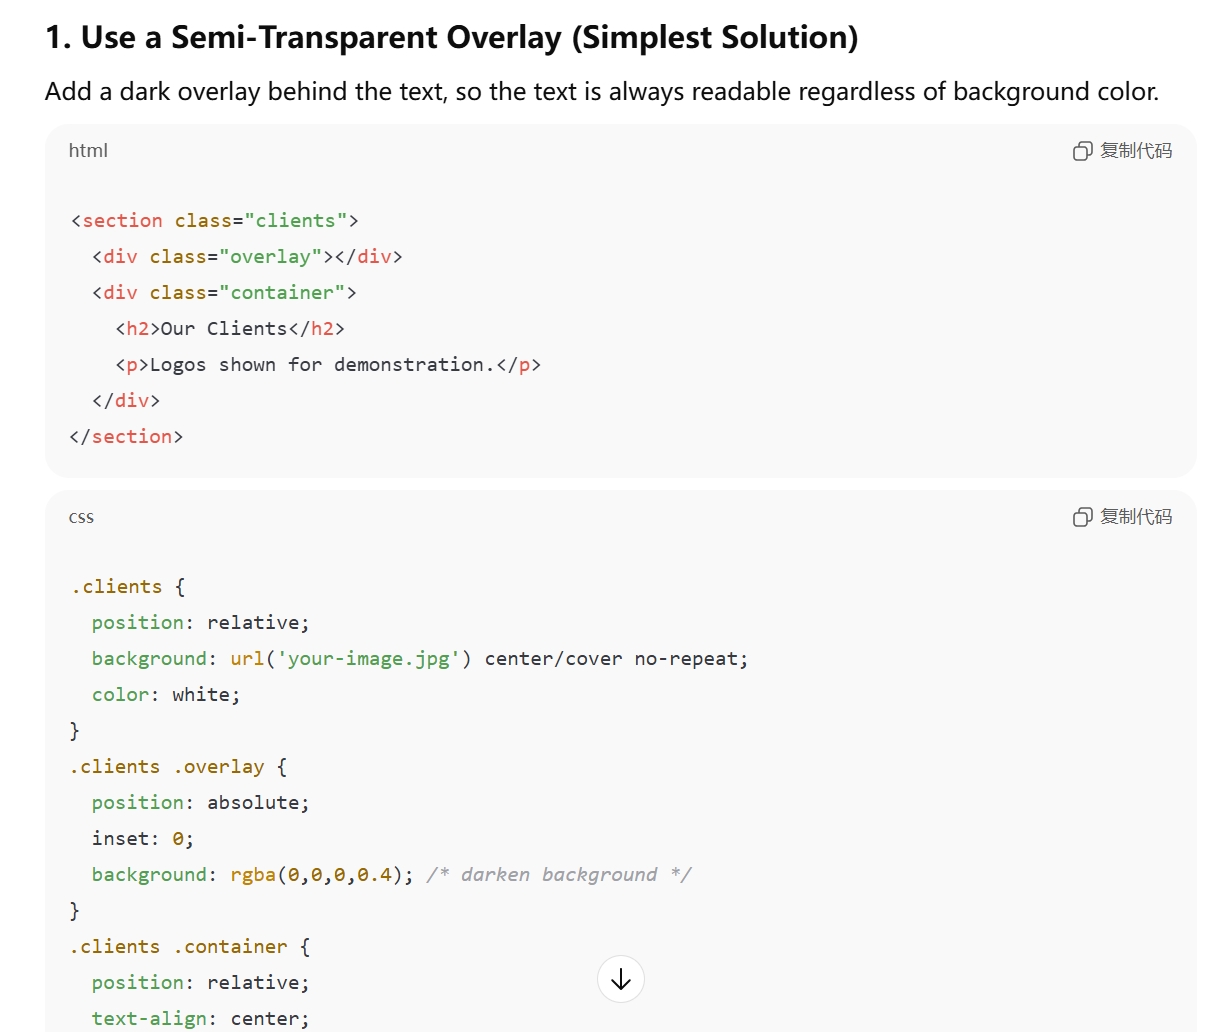 1. Use a Semi-Transparent Overlay (Simplest Solution)
Add a dark overlay behind the text, so the text is always readable regardless of background color.
html
复制代码
<section class="clients">
  <div class="overlay"></div>
  <div class="container">
    <h2>Our Clients</h2>
    <p>Logos shown for demonstration.</p>
  </div>
</section>
css
复制代码
.clients {
  position: relative;
  background: url('your-image.jpg') center/cover no-repeat;
  color: white;
}
.clients .overlay {
  position: absolute;
  inset: 0;
  background: rgba(0,0,0,0.4); /* darken background */
}
.clients .container {
  position: relative;
  text-align: center;